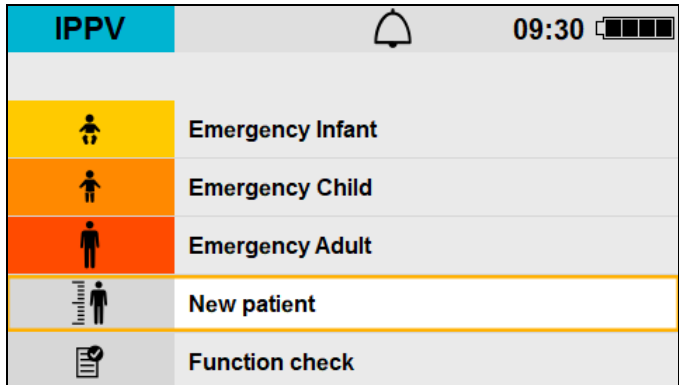 IPPV 09:30
Emergency Infant
Emergency Child
Emergency Adult
New patient
Function check